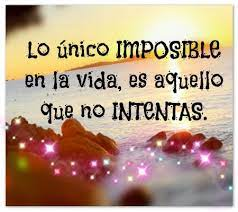 Lo único IMPOSIBLE
en la vida, es aquello
que no INTENTAS.